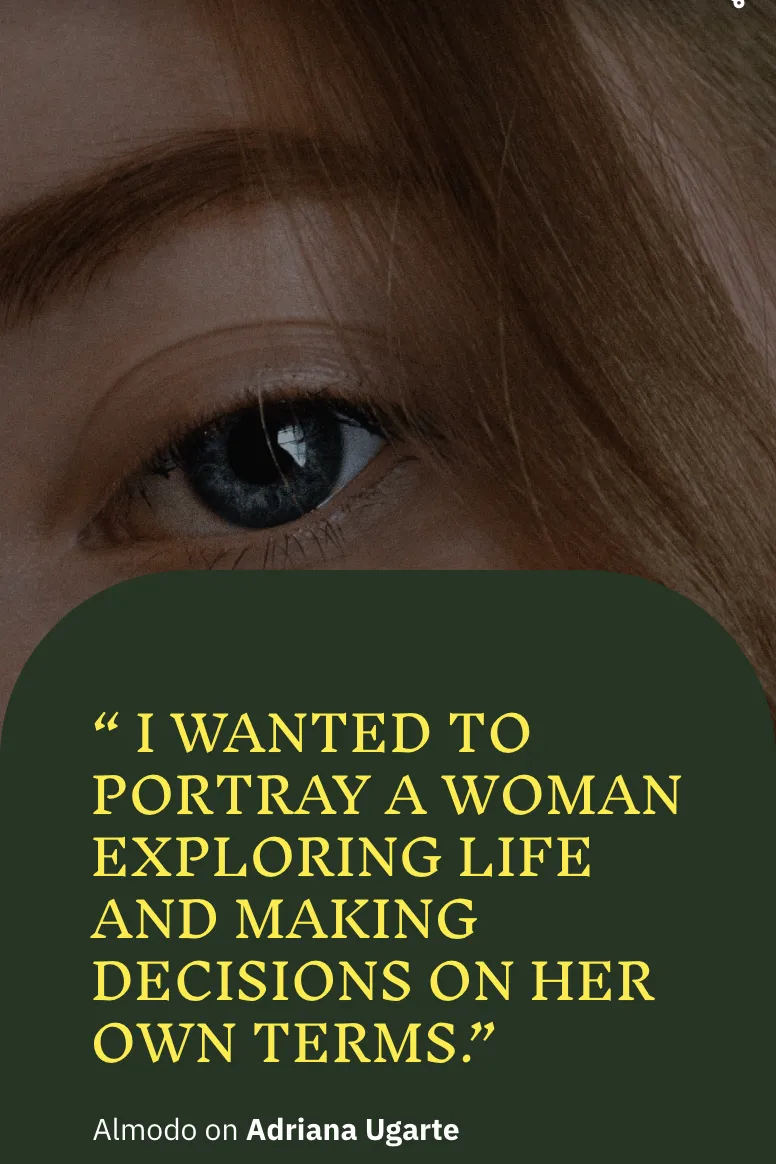 “ I WANTED TO
PORTRAY A WOMAN
EXPLORING LIFE
AND MAKING
DECISIONS ON HER
OWN TERMS.”
Almodo on Adriana Ugarte